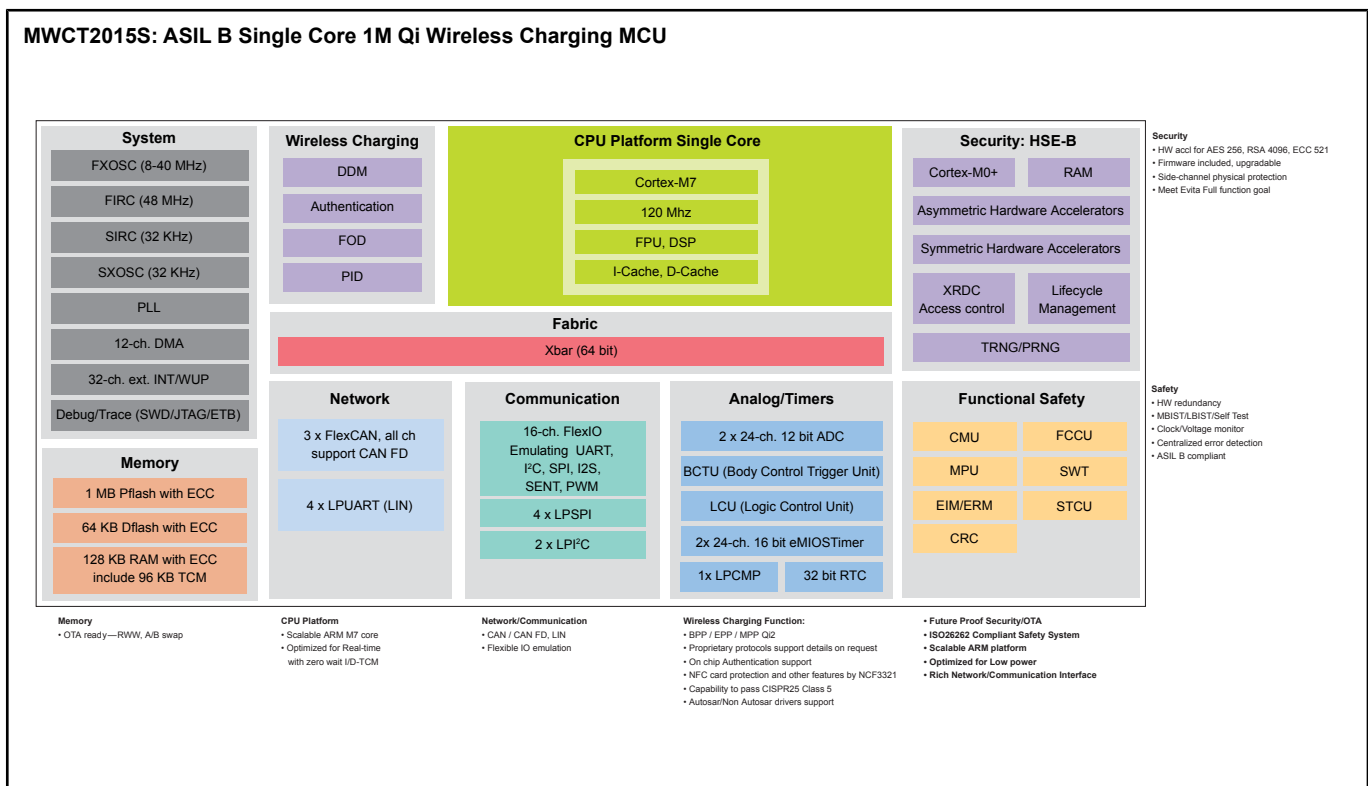 MWCT2015S: ASIL B Single Core 1M Qi Wireless Charging MCU
System
FXOSC (8-40 MHz)
FIRC (48 MHz)
SIRC (32 KHz)
SXOSC (32 KHz)
PLL
12-ch. DMA
32-ch. ext. INT/WUP
Debug/Trace (SWD/JTAG/ETB)
Memory
1 MB Pflash with ECC
64 KB Dflash with ECC
128 KB RAM with ECC
include 96 KB TCM
Wireless Charging
DDM
Authentication
FOD
PID
CPU Platform Single Core
Cortex-M7
120 Mhz
FPU, DSP
I-Cache, D-Cache
Security: HSE-B
Cortex-M0+
RAM
Asymmetric Hardware Accelerators
Symmetric Hardware Accelerators
XRDC
Access control
Lifecycle
Management
TRNG/PRNG
Fabric
Xbar (64 bit)
Network
3 x FlexCAN, all ch
support CAN FD
4 x LPUART (LIN)
Communication
16-ch. FlexIO
Emulating UART,
I²C, SPI, I2S,
SENT, PWM
4 x LPSPI
2 x LPI²C
Analog/Timers
2 x 24-ch. 12 bit ADC
BCTU (Body Control Trigger Unit)
LCU (Logic Control Unit)
2x 24-ch. 16 bit eMIOSTimer
1x LPCMP
32 bit RTC
Functional Safety
CMU
FCCU
MPU
SWT
EIM/ERM
STCU
CRC
Security
• HW accl for AES 256, RSA 4096, ECC 521
• Firmware included, upgradable
• Side-channel physical protection
• Meet Evita Full function goal
Safety
• HW redundancy
• MBIST/LBIST/Self Test
• Clock/Voltage monitor
• Centralized error detection
• ASIL B compliant
Memory
• OTA ready—RWW, A/B swap
CPU Platform
• Scalable ARM M7 core
• Optimized for Real-time
with zero wait I/D-TCM
Network/Communication
• CAN / CAN FD, LIN
• Flexible IO emulation
Wireless Charging Function:
• BPP / EPP / MPP Qi2
• Proprietary protocols support details on request
• On chip Authentication support
• NFC card protection and other features by NCF3321
• Capability to pass CISPR25 Class 5
• Autosar/Non Autosar drivers support
• Future Proof Security/OTA
• ISO26262 Compliant Safety System
• Scalable ARM platform
• Optimized for Low power
• Rich Network/Communication Interface